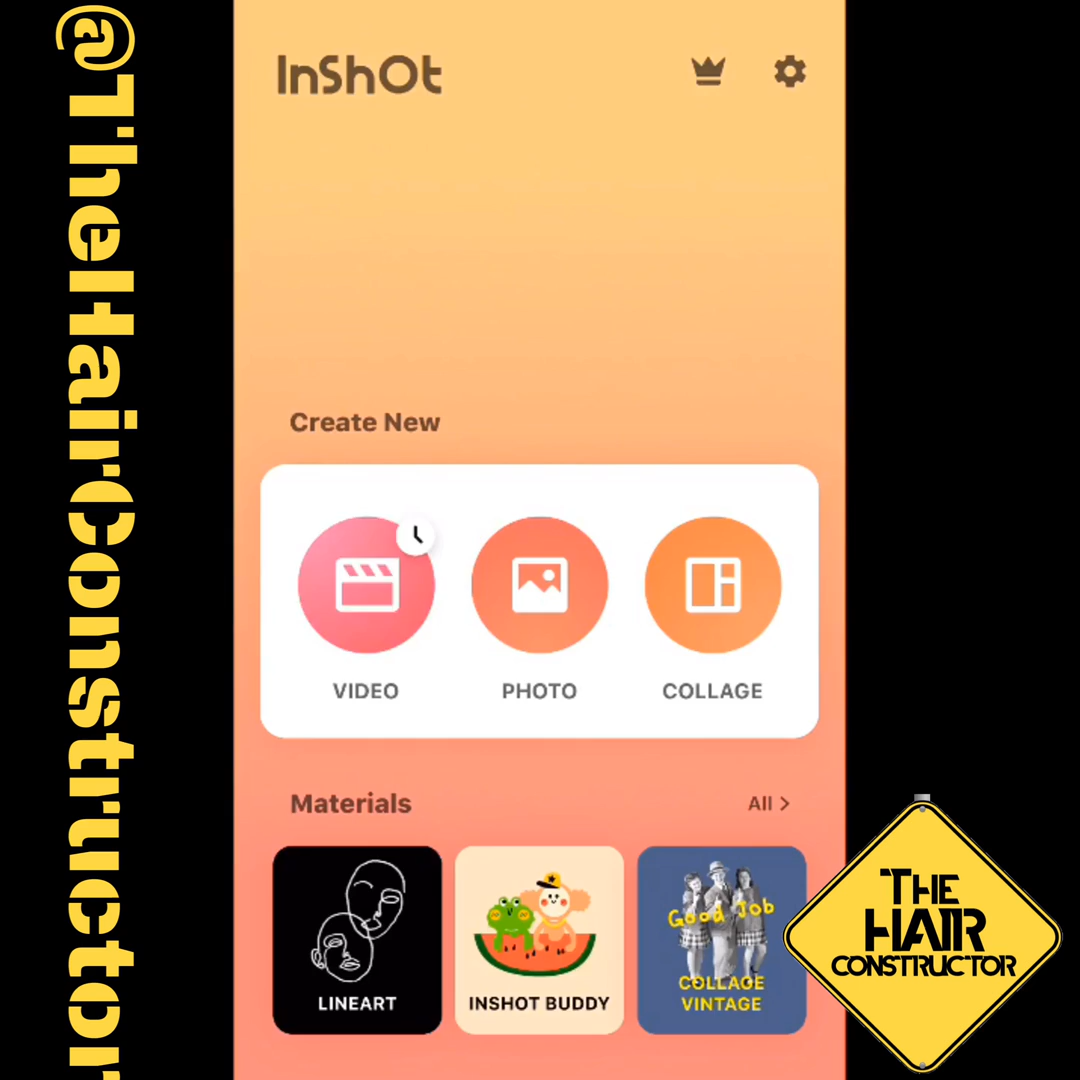 @TheHairConstructor
InShOt
Create New
VIDEO
PHOTO
COLLAGE
Materials
All >
LINEART
INSHOT BUDDY
Good Job
COLLAGE
VINTAGE
THE
HAIR
CONSTRUCTOR